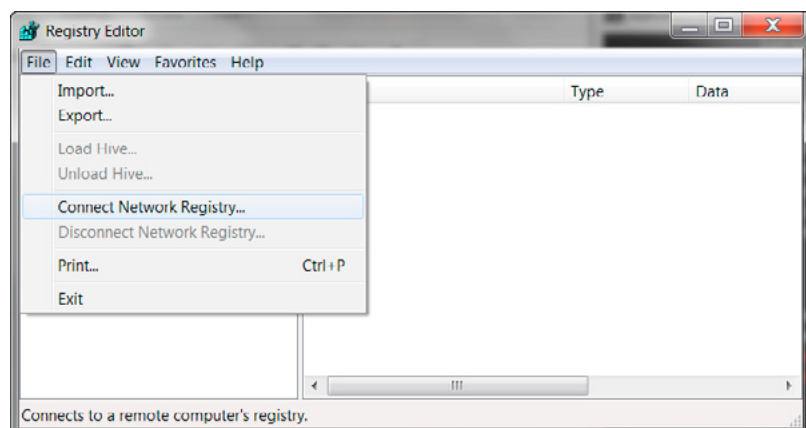 Registry Editor
File Edit View Favorites Help
Import...
Export...
Load Hive...
Unload Hive...
Connect Network Registry...
Disconnect Network Registry...
Print... Ctrl+P
Exit
Type Data
Connects to a remote computer's registry.